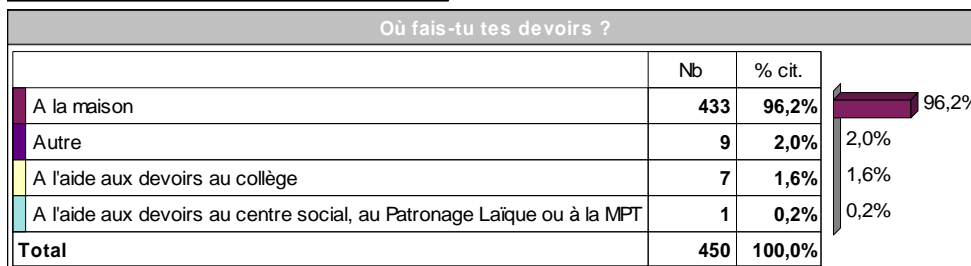 Où fais-tu tes devoirs ?
Nb % cit.
A la maison 433 96,2% 96,2%
Autre 9 2,0% 2,0%
A l'aide aux devoirs au collège 7 1,6% 1,6%
A l'aide aux devoirs au centre social, au Patronage Laïque ou à la MPT 1 0,2% 0,2%
Total 450 100,0%